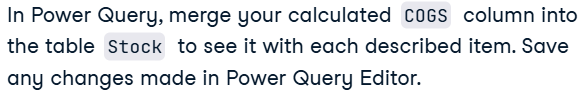 In Power Query, merge your calculated COGS column into
the table Stock to see it with each described item. Save
any changes made in Power Query Editor.